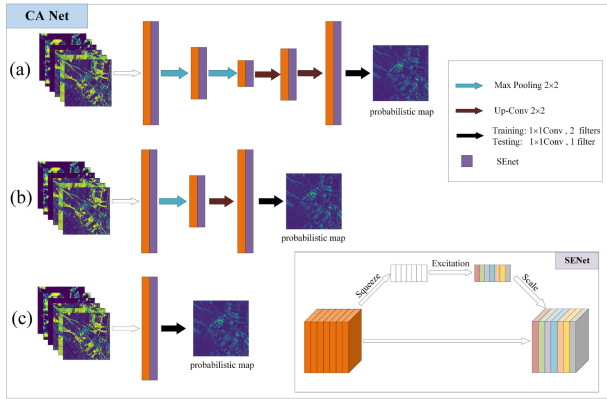 CA Net
(a)
probabilistic map
(b)
probabilistic map
(c)
probabilistic map
Max Pooling 2×2
Up-Conv 2×2
Training: 1×1Conv , 2 filters
Testing: 1×1Conv , 1 filter
SEnet
SENet
Squeeze
Excitation
Scale